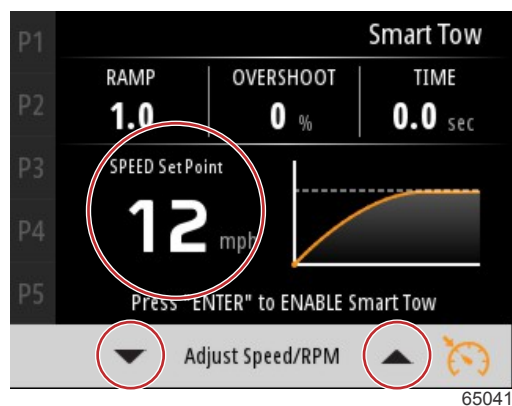 Smart Tow
P1
P2
P3
P4
P5
RAMP OVERSHOOT TIME
1.0 0 % 0.0 sec
SPEED Set Point
12 mph
Press "ENTER" to ENABLE Smart Tow
Adjust Speed/RPM
65041